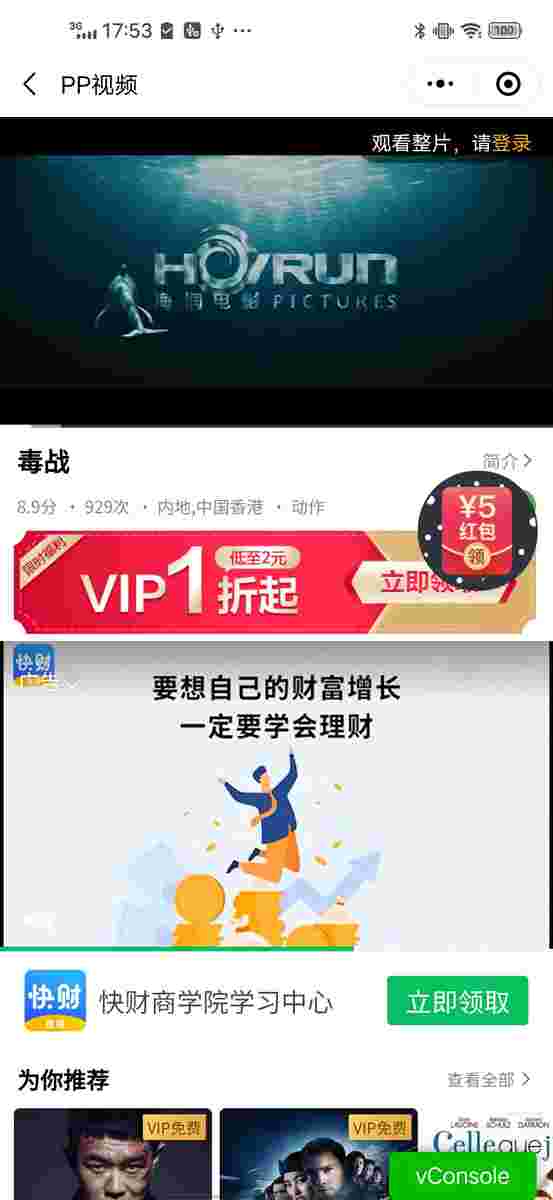 3G
17:53
100
PP视频
观看整片，请登录
HOYRUN
海润电影 PICTURES
毒战
简介
8.9分 · 929次 · 内地,中国香港 · 动作
¥5
红包
领
限时福利
VIP1折起
低至2元
立即领取
快财
广告
要想自己的财富增长
一定要学会理财
快财
快财商学院学习中心
立即领取
为你推荐
查看全部
VIP免费
VIP免费
vConsole